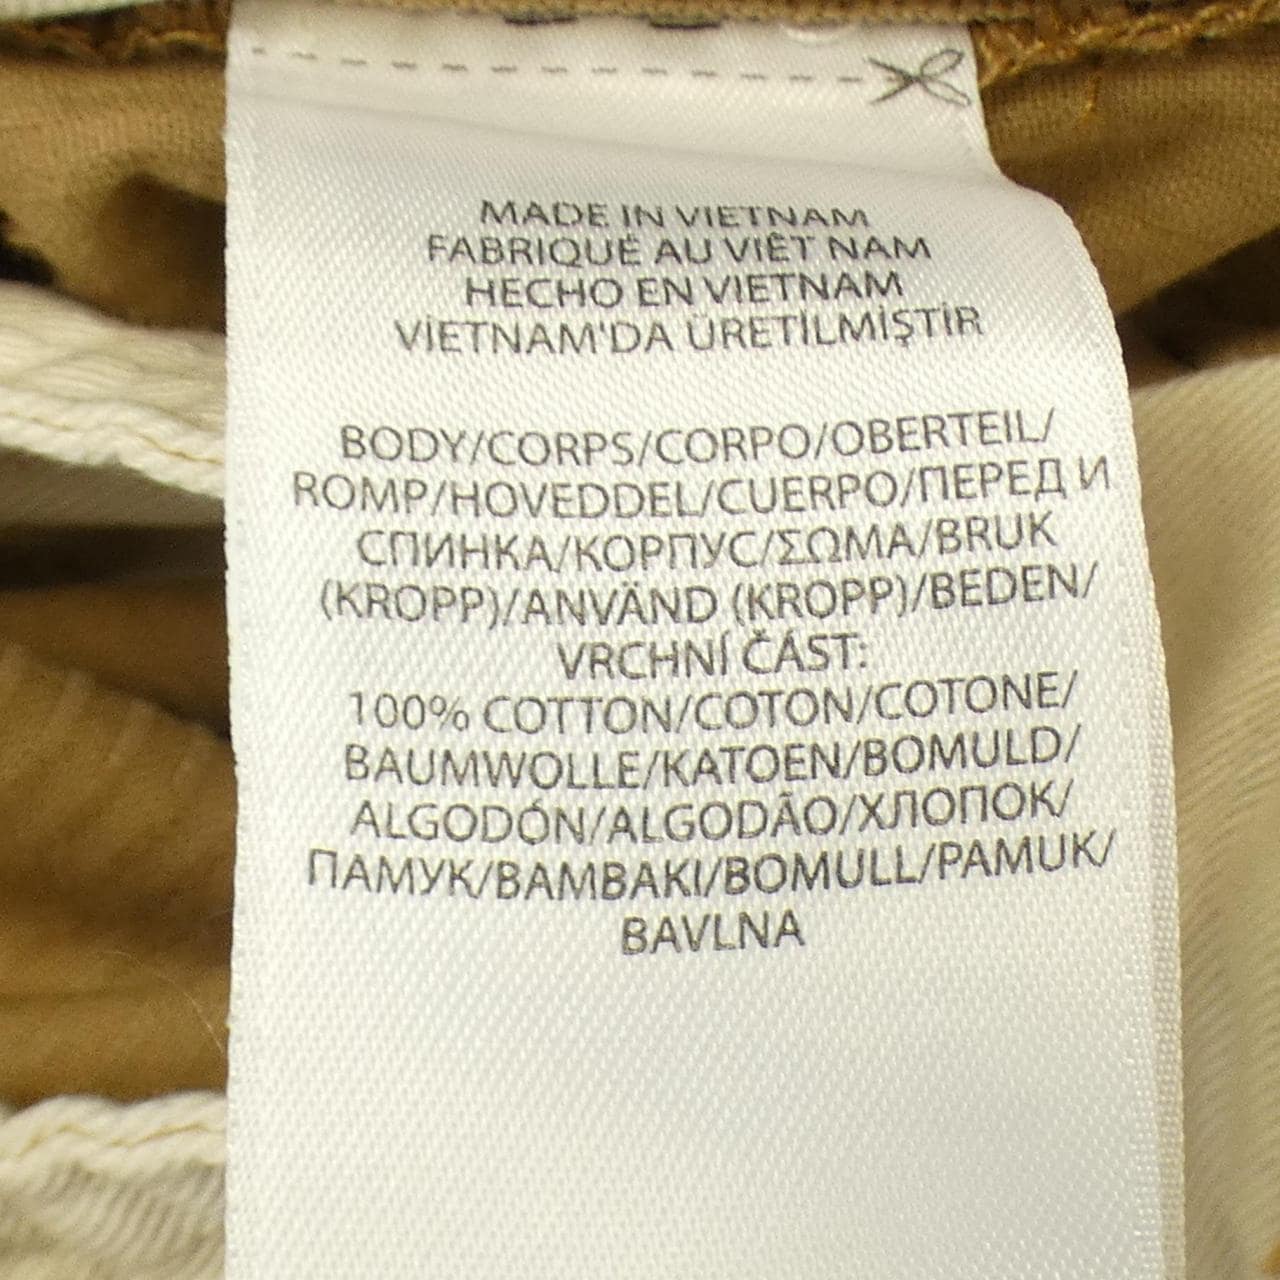 MADE IN VIETNAM
FABRIQUÉ AU VIÊT NAM
HECHO EN VIETNAM
VİETNAM'DA ÜRETİLMİŞTİR
BODY/CORPS/CORPO/OBERTEIL/
ROMP/HOVEDDEL/CUERPO/ПЕРЕД И
СПИНКА/КОРПУС/ΣΩΜΑ/BRUK
(KROPP)/ANVÄND (KROPP)/BEDEN/
VRCHNÍ ČÁST:
100% COTTON/COTON/COTONE/
BAUMWOLLE/KATOEN/BOMULD/
ALGODÓN/ALGODÃO/ХЛОПОК/
ПАМУК/BAMBAKI/BOMULL/PAMUK/
BAVLNA